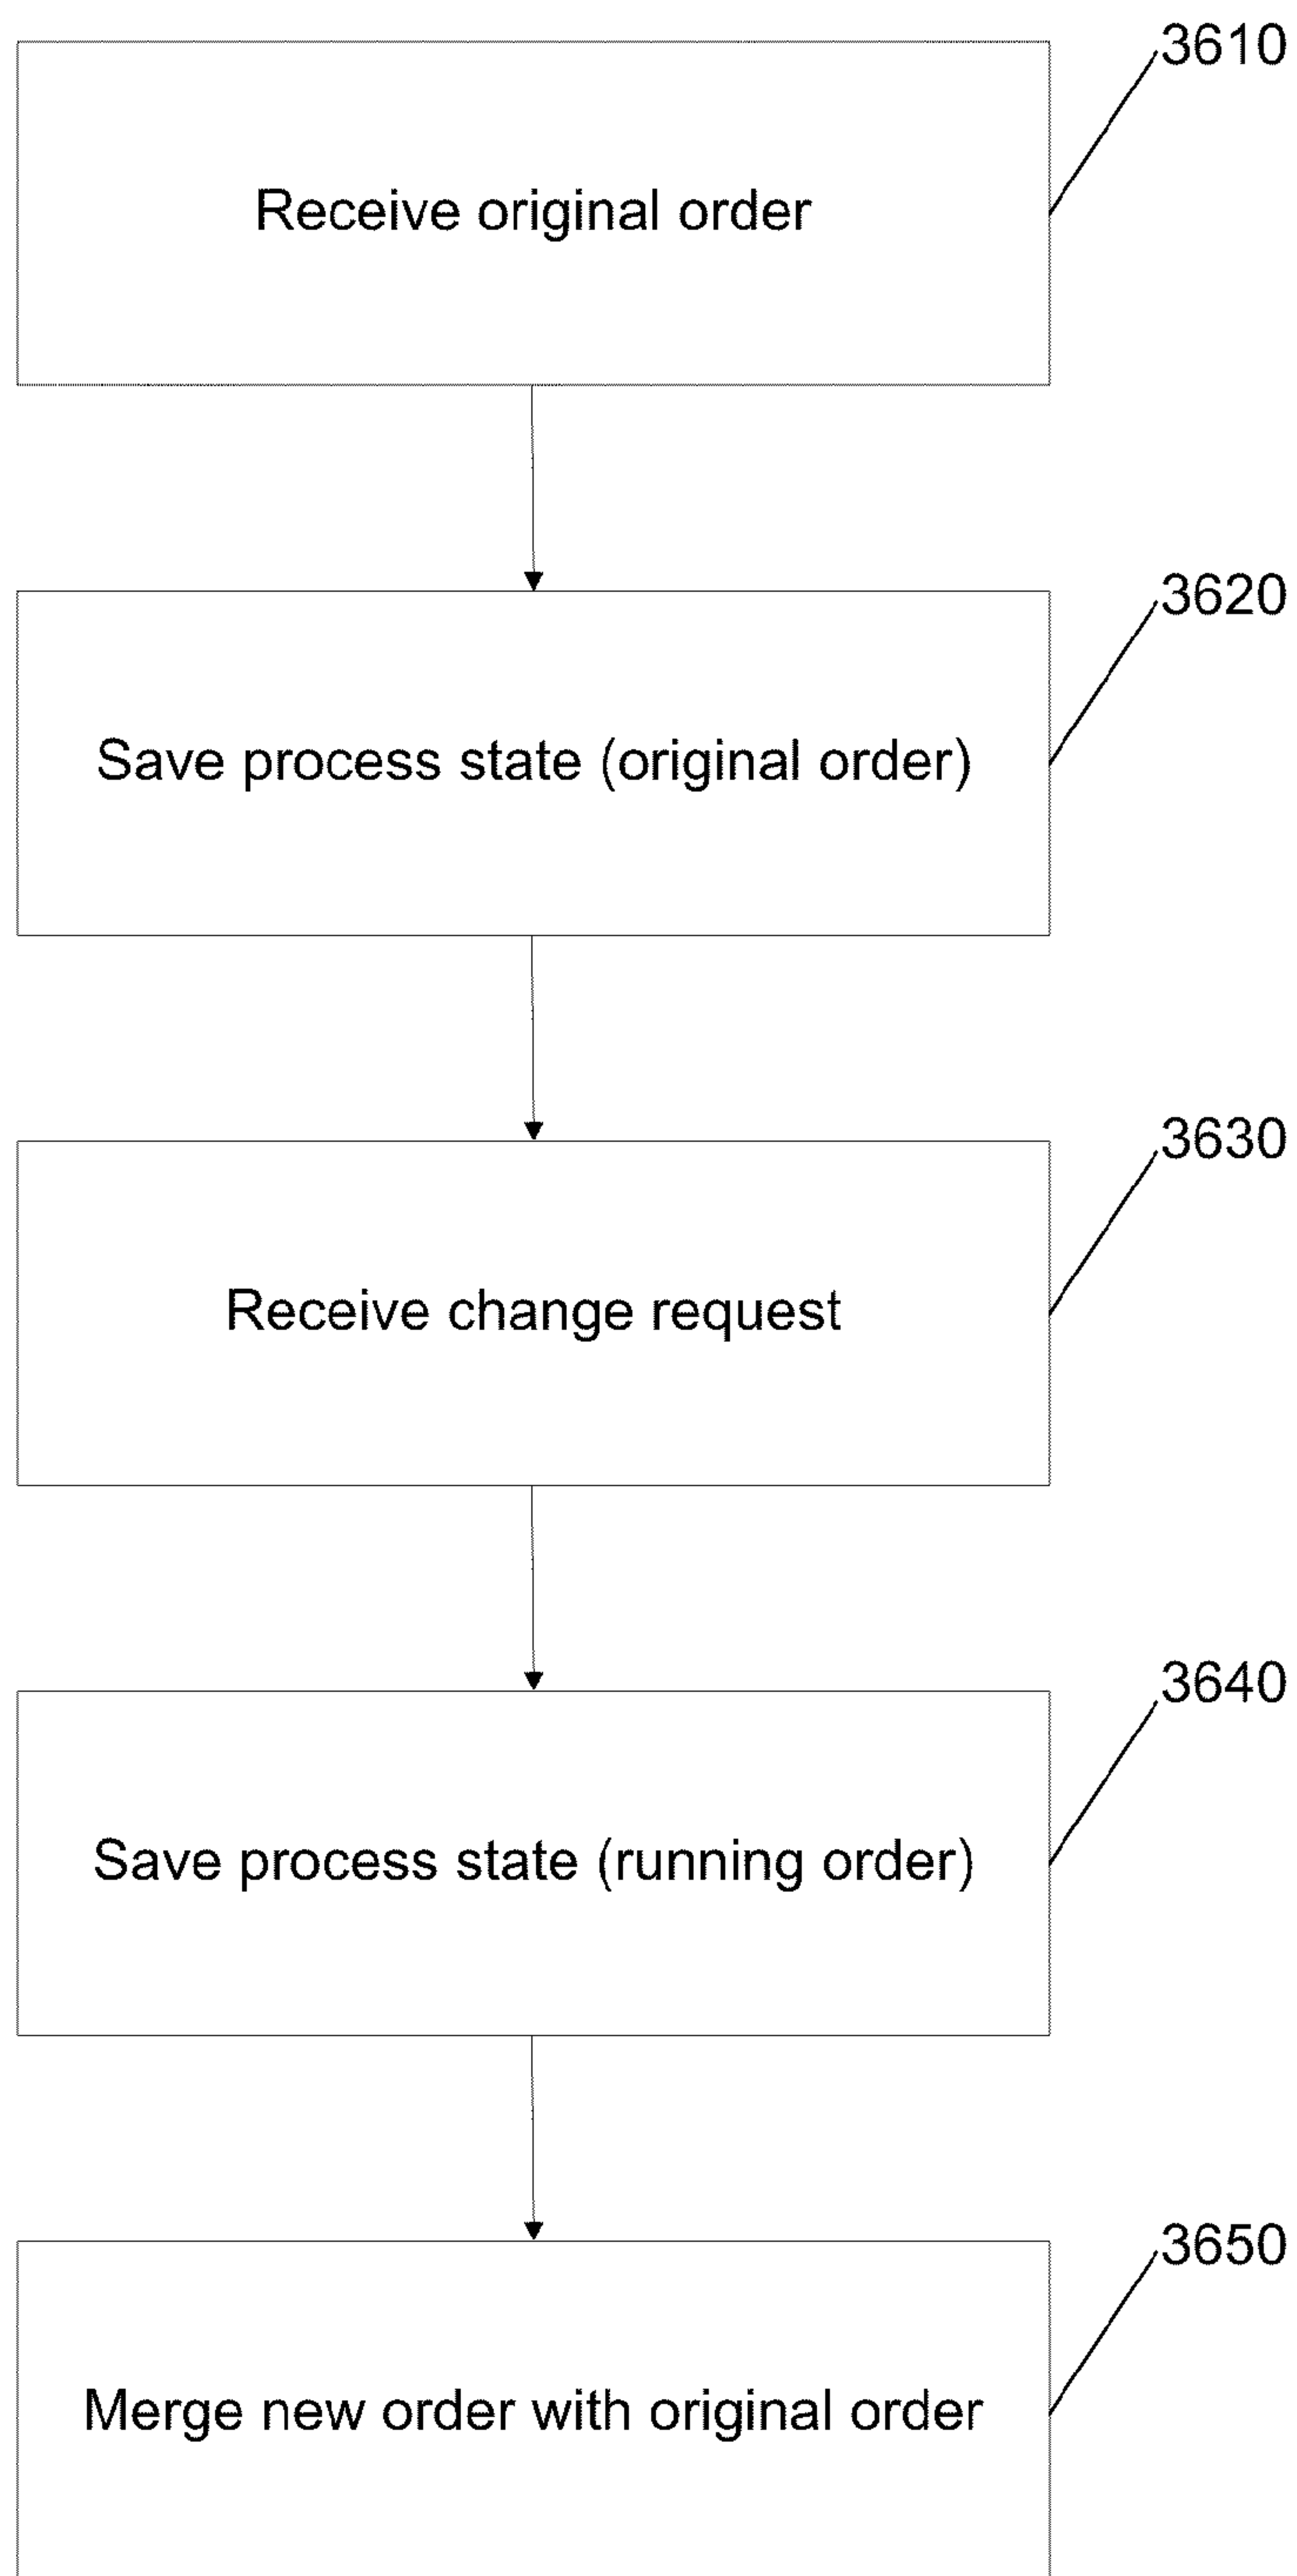 3610
Receive original order
3620
Save process state (original order)
3630
Receive change request
3640
Save process state (running order)
3650
Merge new order with original order